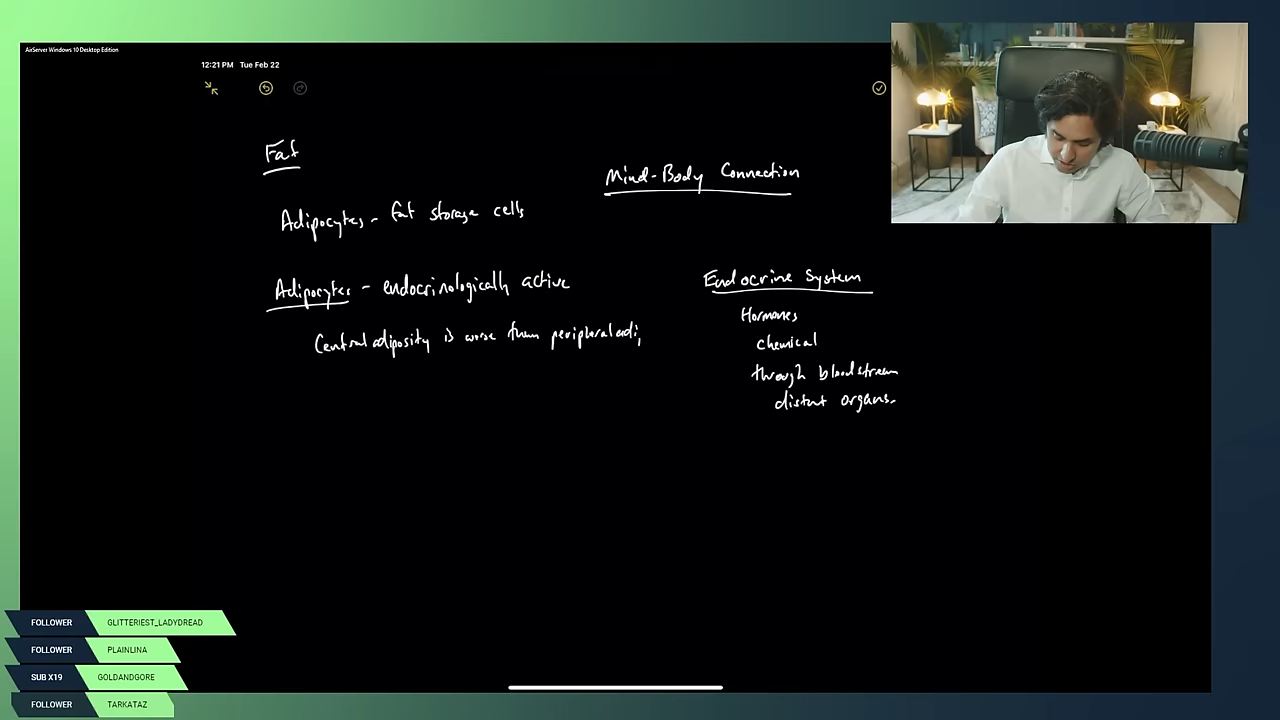 AirServer Windows 10 Desktop Edition
12:21 PM Tue Feb 22
Fat
Mind-Body Connection
Adipocytes - fat storage cells
Adipocytes - endocrinologically active
Central adiposity is worse than peripheral adi
Endocrine System
Hormones
chemical
through bloodstream
distant organs.
FOLLOWER GLITTERIEST_LADYDREAD
FOLLOWER PLAINLINA
SUB X19 GOLDANDGORE
FOLLOWER TARKATAZ